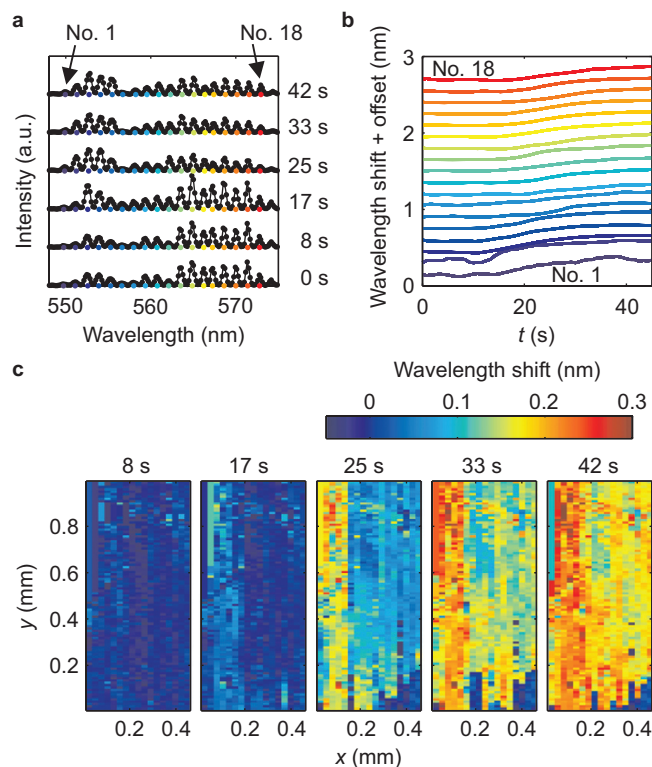 a
No. 1
No. 18
42 s
33 s
25 s
17 s
8 s
0 s
Intensity (a.u.)
550
560
570
Wavelength (nm)
b
3
2
1
0
No. 18
No. 1
Wavelength shift + offset (nm)
0
20
40
t (s)
c
Wavelength shift (nm)
0
0.1
0.2
0.3
8 s
17 s
25 s
33 s
42 s
0.8
0.6
0.4
0.2
y (mm)
0.2 0.4
0.2 0.4
0.2 0.4
0.2 0.4
0.2 0.4
x (mm)